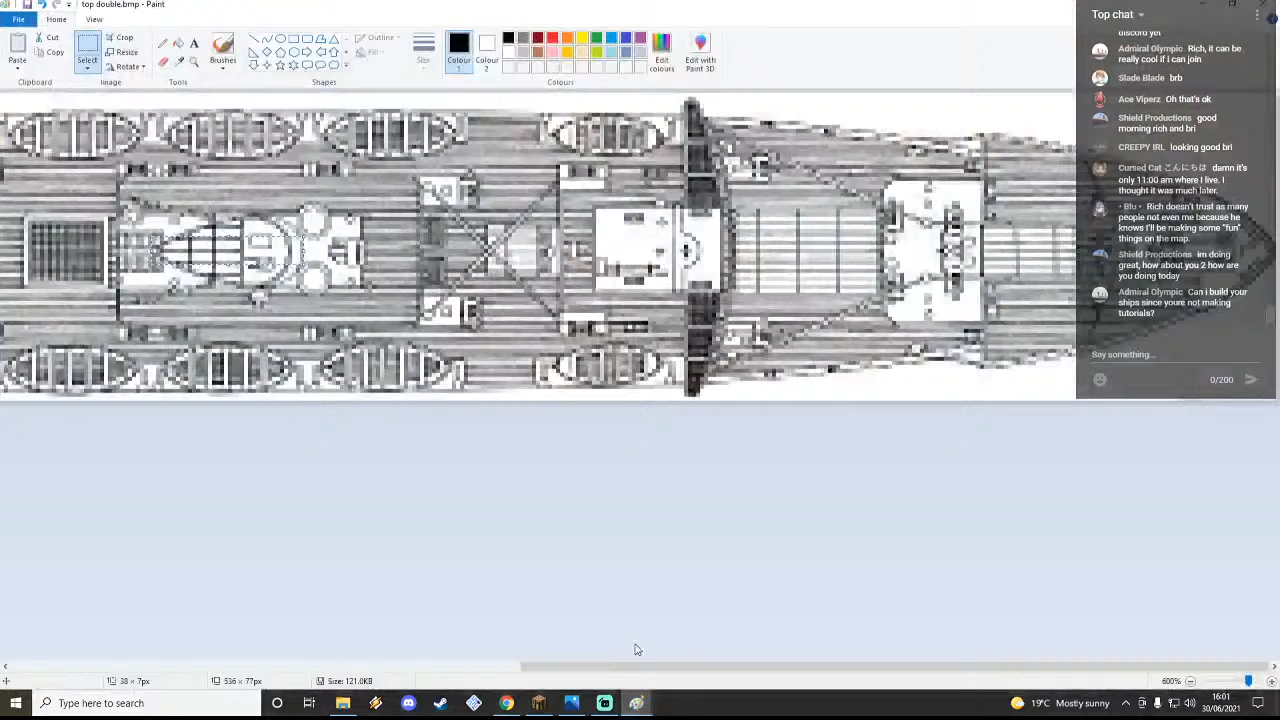 top double.bmp - Paint
File Home View
Paste
Cut
Copy
Clipboard
Select
Crop
Resize
Rotate
Image
Tools
Brushes
Shapes
Outline
Fill
Size
Colour 1
Colour 2
Colours
Edit colours
Edit with Paint 3D
Top chat
discord yet
Admiral Olympic Rich, it can be
really cool if I can join
Slade Blade brb
Ace Viperz Oh that's ok
Shield Productions good
morning rich and bri
CREEPY IRL looking good bri
Cursed Cat こんにちは damn it's
only 11:00 am where I live. I
thought it was much later.
• Blu • Rich doesn't trust as many
people not even me because he
knows I'll be making some "fun"
things on the map.
Shield Productions im doing
great, how about you 2 how are
you doing today
Admiral Olympic Can i build your
ships since youre not making
tutorials?
Say something...
0/200
38 × 7px
536 × 77px
Size: 121.0KB
600%
Type here to search
19°C Mostly sunny
16:01
30/06/2021